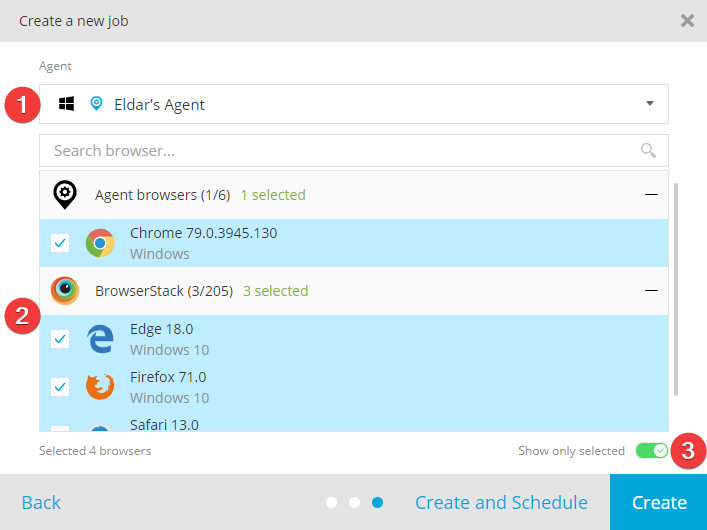 Create a new job
Agent
1
Eldar's Agent
Search browser...
Agent browsers (1/6) 1 selected
Chrome 79.0.3945.130
Windows
BrowserStack (3/205) 3 selected
2
Edge 18.0
Windows 10
Firefox 71.0
Windows 10
Safari 13.0
Selected 4 browsers
Show only selected
3
Back
Create and Schedule
Create